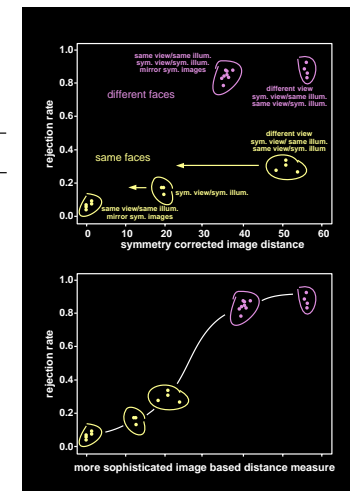 same view/same illum.
sym. view/sym. illum.
mirror sym. images
different faces
different view
sym. view/same illum.
same view/sym. illum.
different view
sym. view/ same illum.
same view/sym illum
same faces
sym. view/sym. illum.
same view/same illum.
mirror sym. images
rejection rate
1.0
0.8
0.6
0.4
0.2
0.0
0 10 20 30 40 50 60
symmetry corrected image distance
rejection rate
1.0
0.8
0.6
0.4
0.2
0.0
more sophisticated image based distance measure